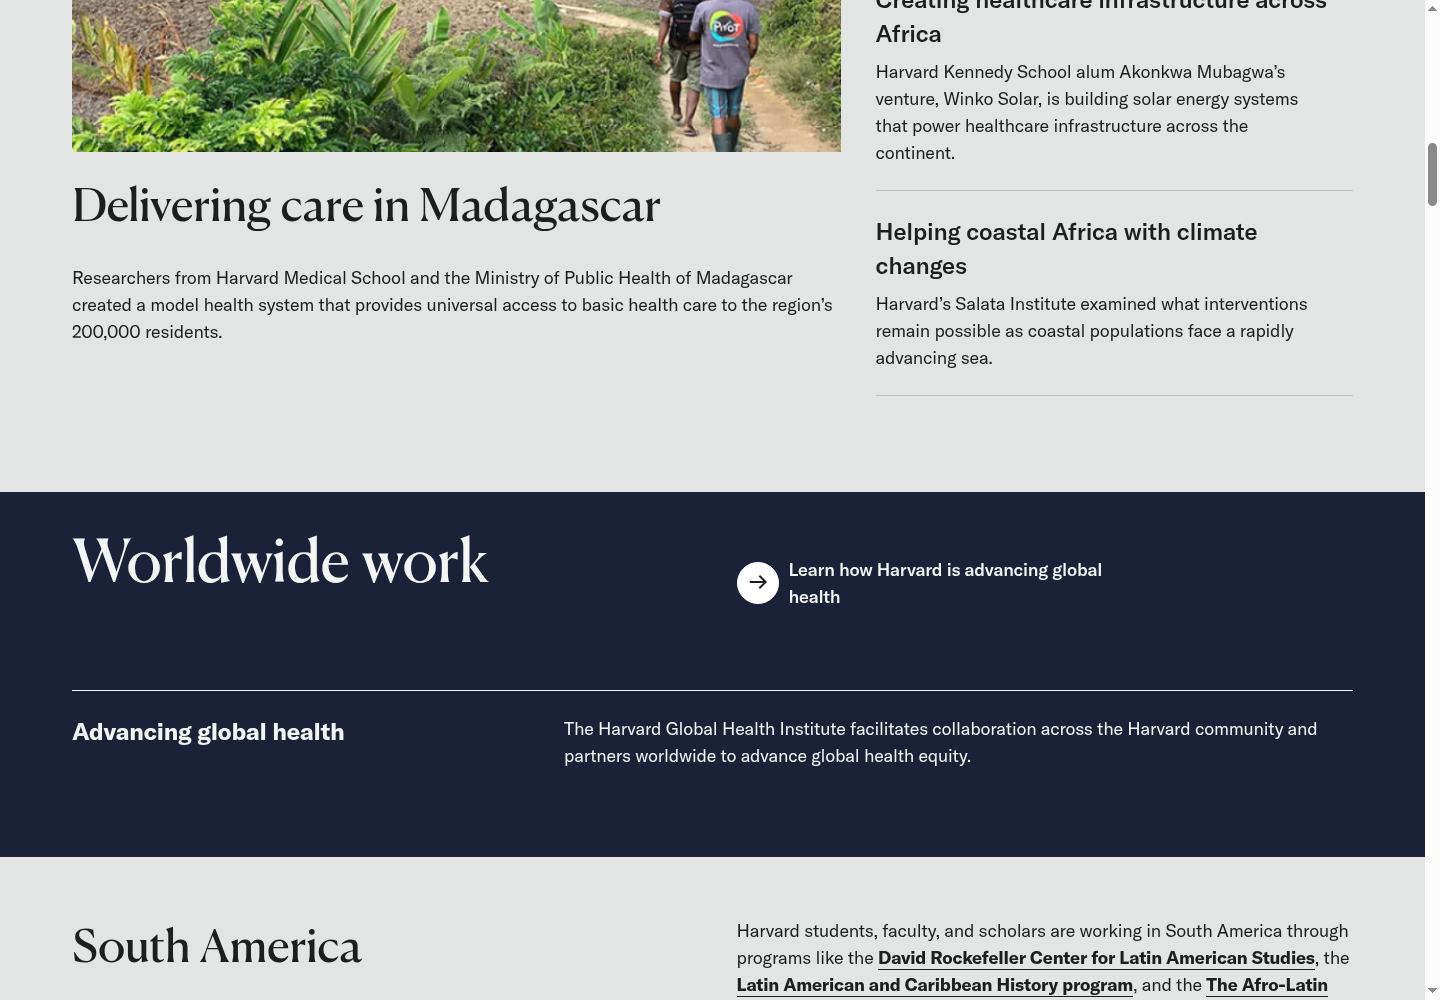 PIVOT
Delivering care in Madagascar
Researchers from Harvard Medical School and the Ministry of Public Health of Madagascar
created a model health system that provides universal access to basic health care to the region’s
200,000 residents.
Creating healthcare infrastructure across
Africa
Harvard Kennedy School alum Akonkwa Mubagwa’s
venture, Winko Solar, is building solar energy systems
that power healthcare infrastructure across the
continent.
Helping coastal Africa with climate
changes
Harvard’s Salata Institute examined what interventions
remain possible as coastal populations face a rapidly
advancing sea.
Worldwide work
Learn how Harvard is advancing global
health
Advancing global health
The Harvard Global Health Institute facilitates collaboration across the Harvard community and
partners worldwide to advance global health equity.
South America
Harvard students, faculty, and scholars are working in South America through
programs like the David Rockefeller Center for Latin American Studies, the
Latin American and Caribbean History program, and the The Afro-Latin